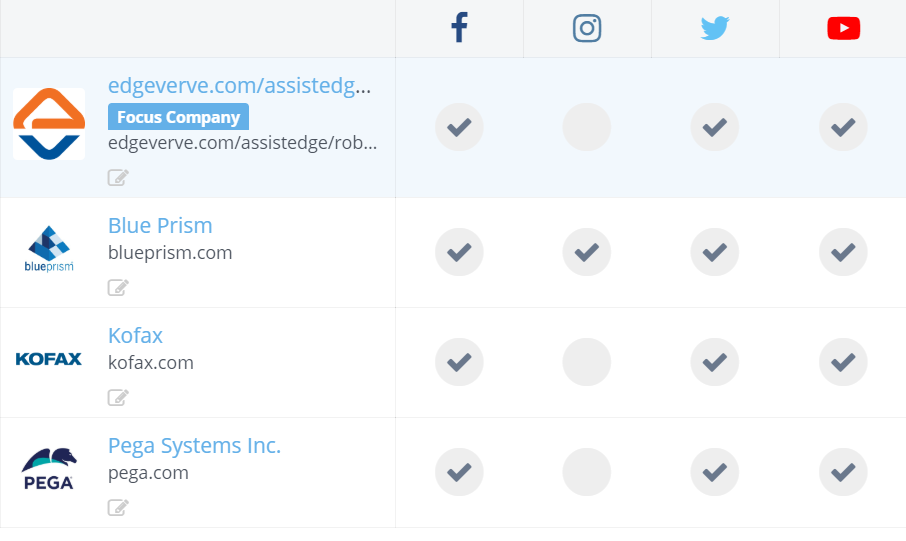 edgeverve.com/assistedg...
Focus Company
edgeverve.com/assistedge/rob...
blueprism
Blue Prism
blueprism.com
KOFAX
Kofax
kofax.com
PEGA
Pega Systems Inc.
pega.com